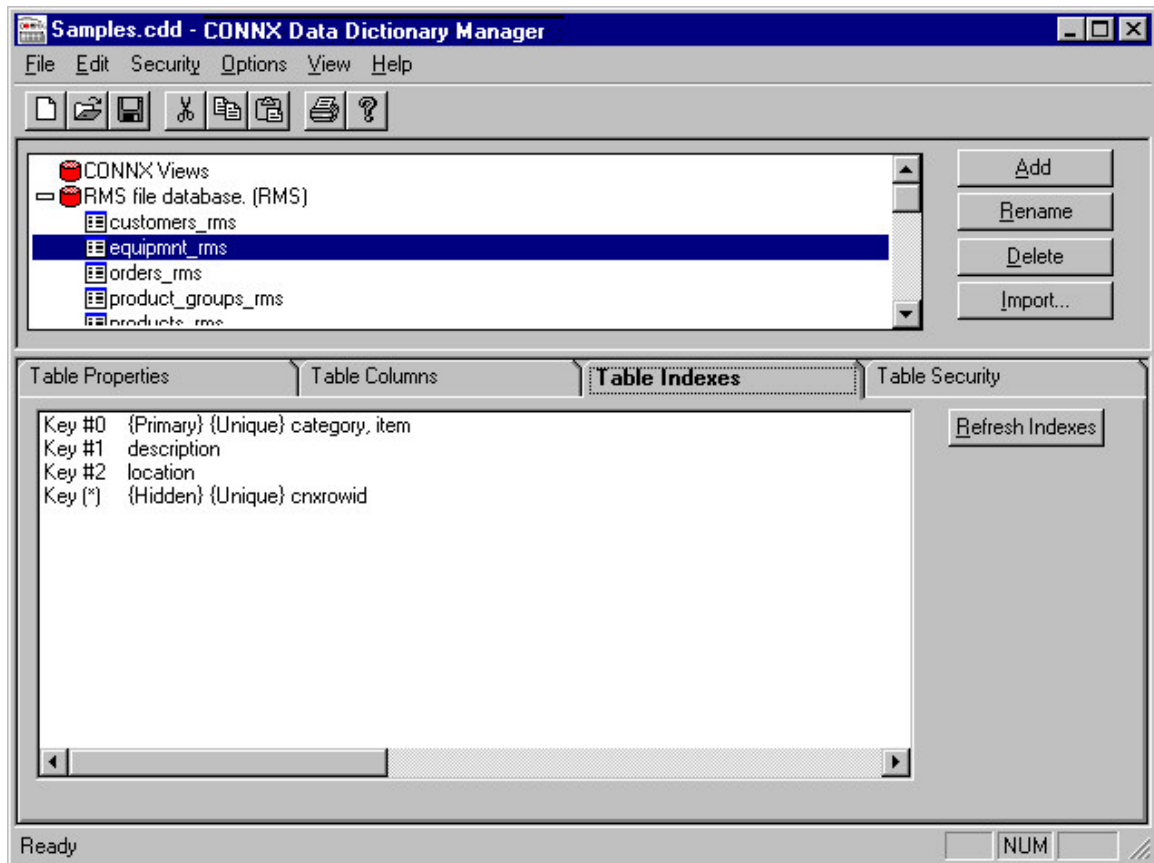 Samples.cdd - CONNX Data Dictionary Manager
File Edit Security Options View Help
CONNX Views
RMS file database. (RMS)
customers_rms
equipmnt_rms
orders_rms
product_groups_rms
products_rms
Add
Rename
Delete
Import...
Table Properties Table Columns Table Indexes Table Security
Key #0 {Primary} {Unique} category, item
Key #1 description
Key #2 location
Key (*) {Hidden} {Unique} cnxrowid
Refresh Indexes
Ready NUM